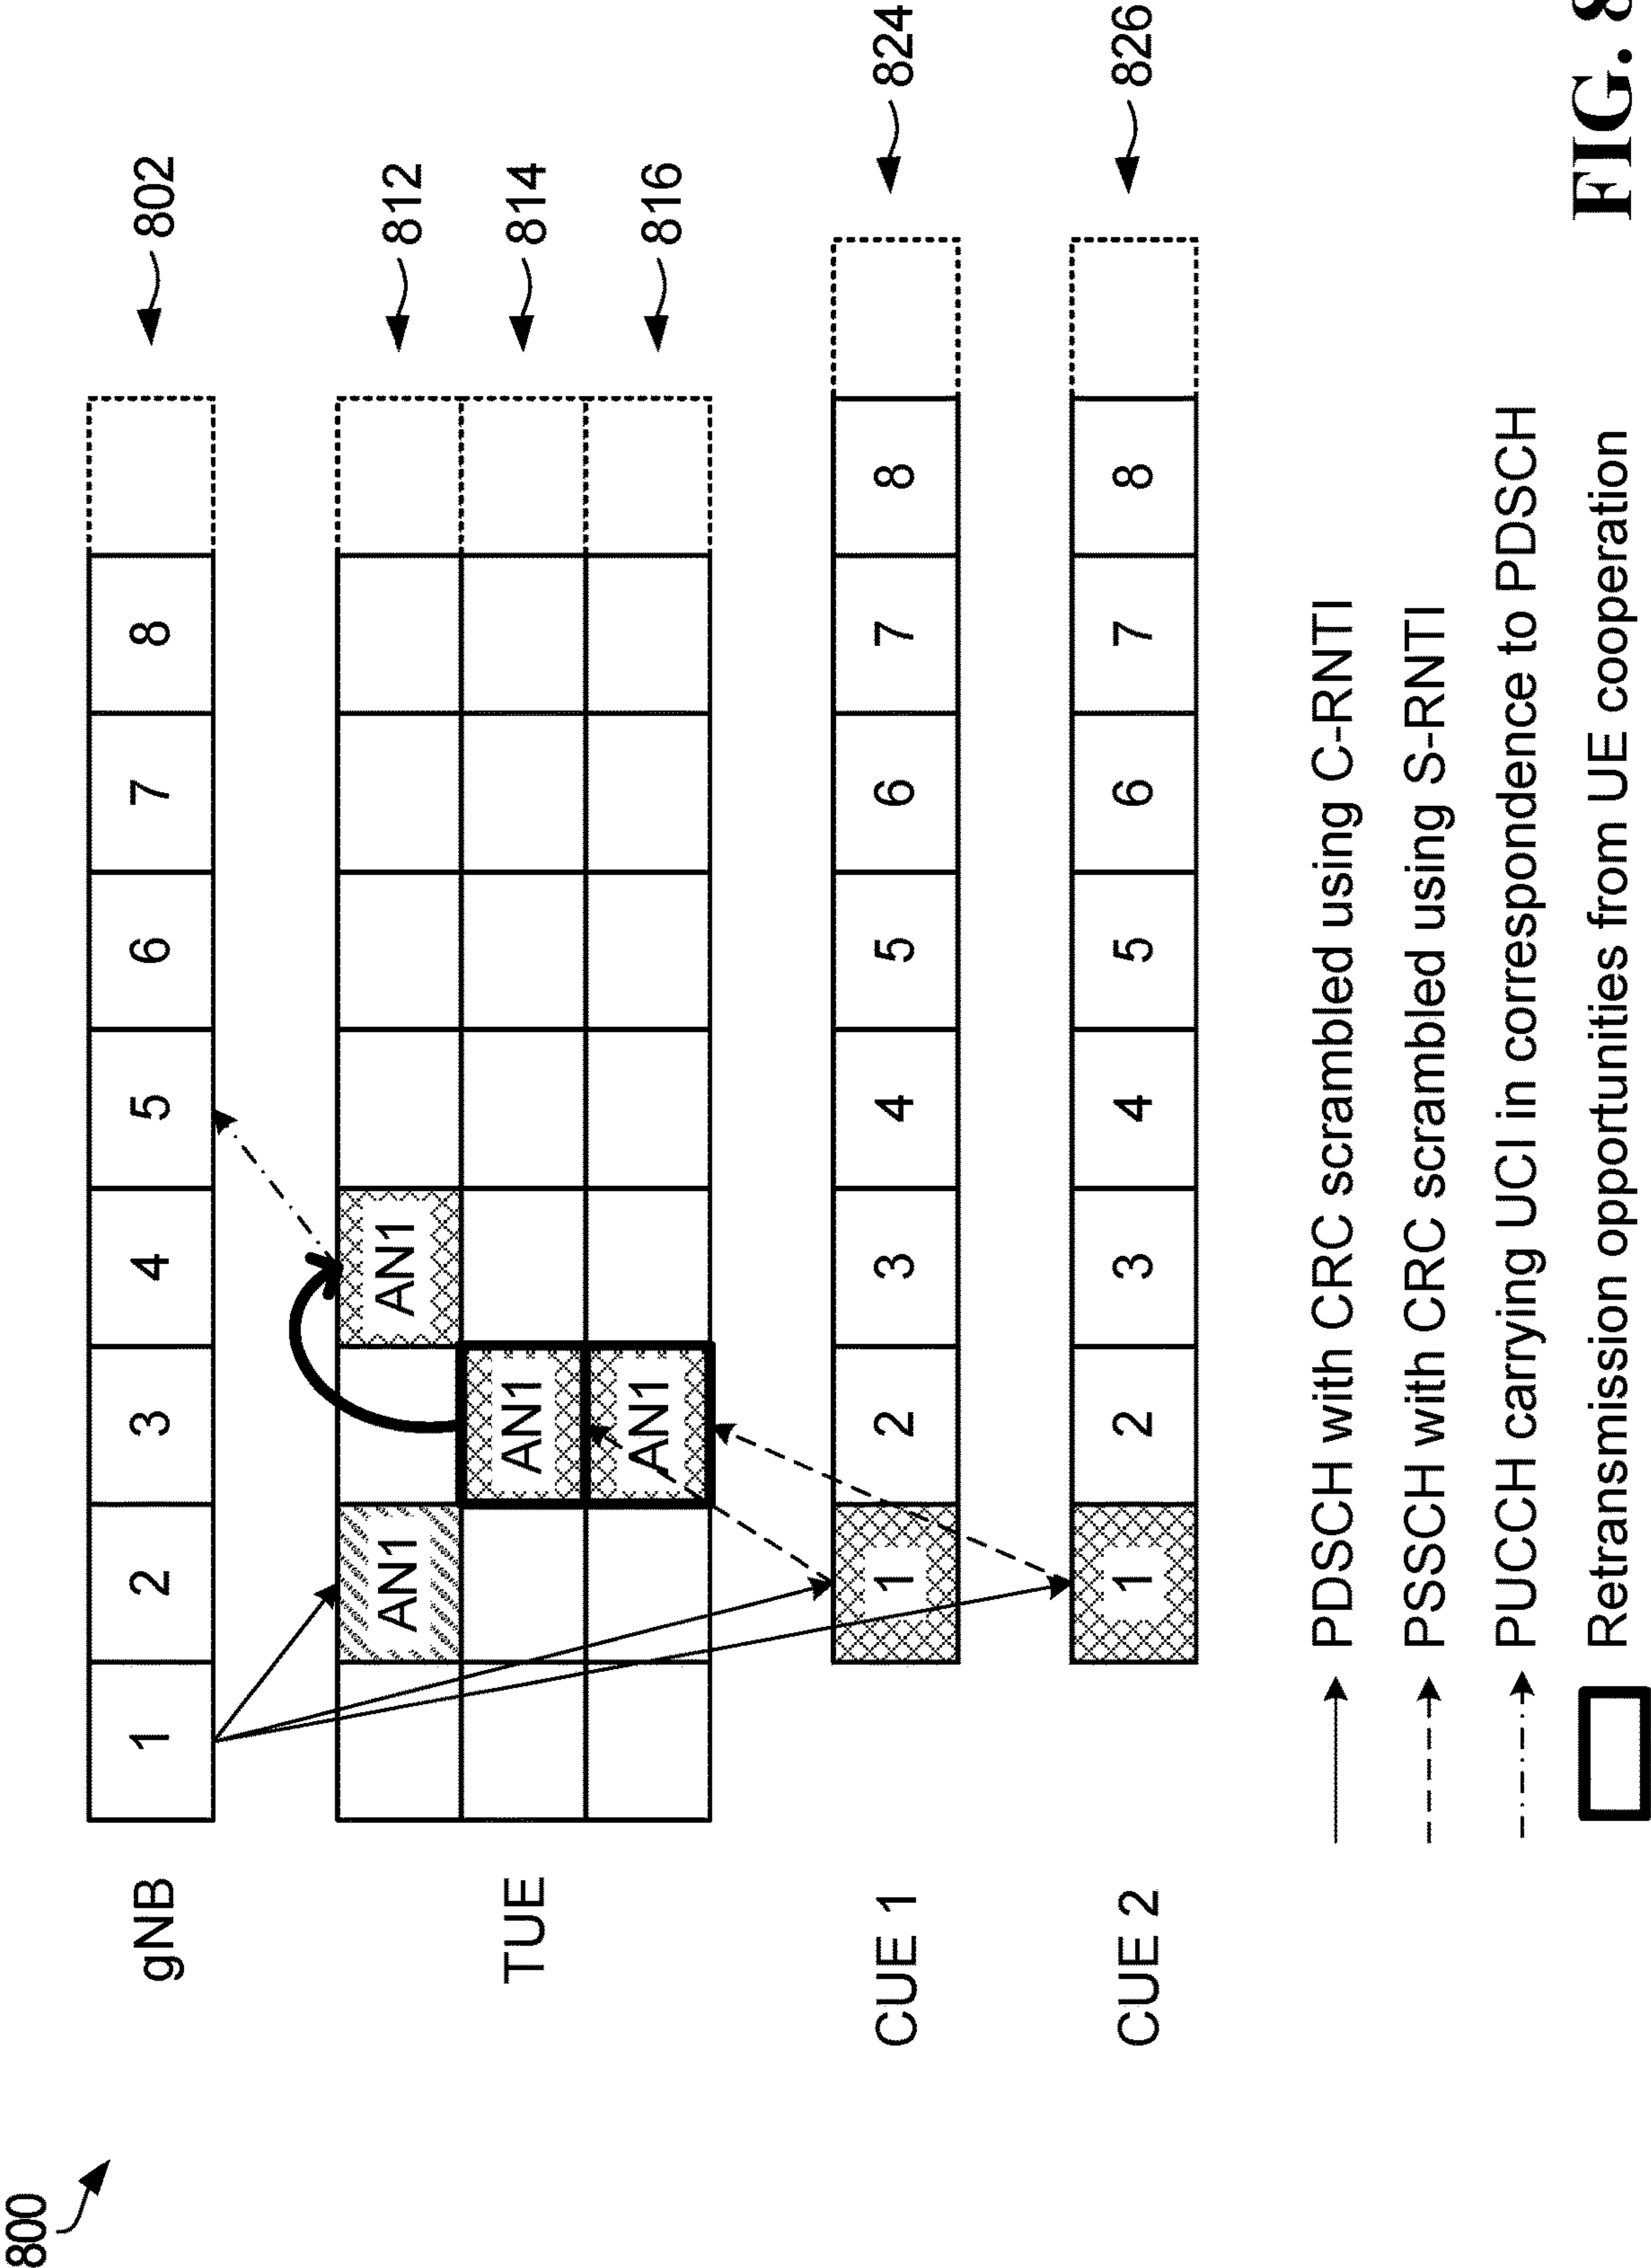 800
gNB 1 2 3 4 5 6 7 8 802
TUE
AN1 AN1 812
AN1 814
AN1 816
CUE 1 1 2 3 4 5 6 7 8 824
CUE 2 1 2 3 4 5 6 7 8 826
PDSCH with CRC scrambled using C-RNTI
PSSCH with CRC scrambled using S-RNTI
PUCCH carrying UCI in correspondence to PDSCH
Retransmission opportunities from UE cooperation
FIG. 8